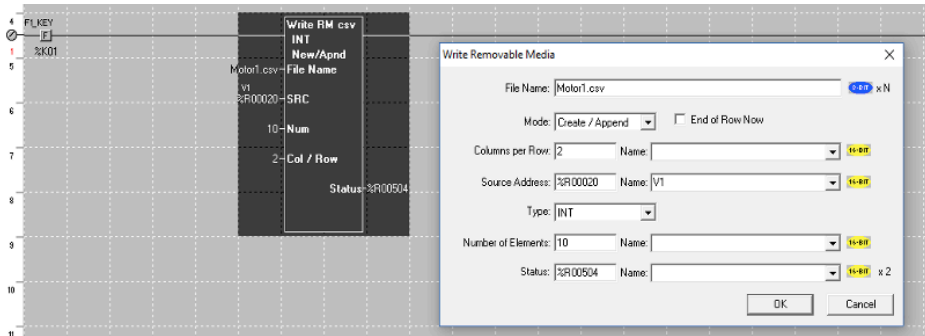 4 F1_KEY
F
1 %K01
5
6
7
8
9
10
11
Write RM csv
INT
New/Apnd
Motor1.csv File Name
V1
%R00020 SRC
10 Num
2 Col / Row
Status %R00504
Write Removable Media
File Name: Motor1.csv 8-BIT x N
Mode: Create / Append End of Row Now
Columns per Row: 2 Name: 16-BIT
Source Address: %R00020 Name: V1 16-BIT
Type: INT
Number of Elements: 10 Name: 16-BIT
Status: %R00504 Name: 16-BIT x 2
OK Cancel